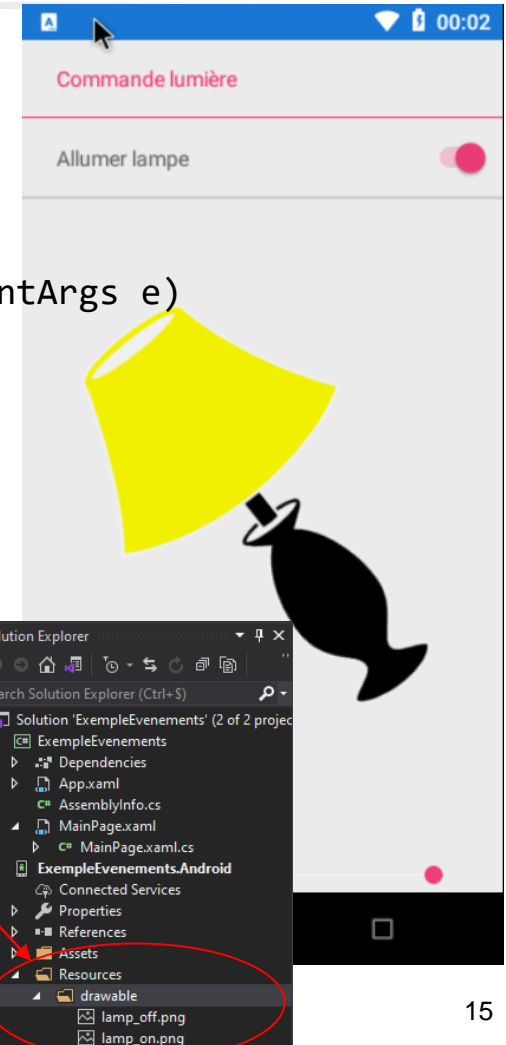 00:02
Commande lumière
Allumer lampe
ntArgs e)
lution Explorer
arch Solution Explorer (Ctrl+$)
Solution 'ExempleEvenements' (2 of 2 projec
C# ExempleEvenements
Dependencies
App.xaml
C# AssemblyInfo.cs
MainPage.xaml
C# MainPage.xaml.cs
ExempleEvenements.Android
Connected Services
Properties
References
Assets
Resources
drawable
lamp_off.png
lamp_on.png
15